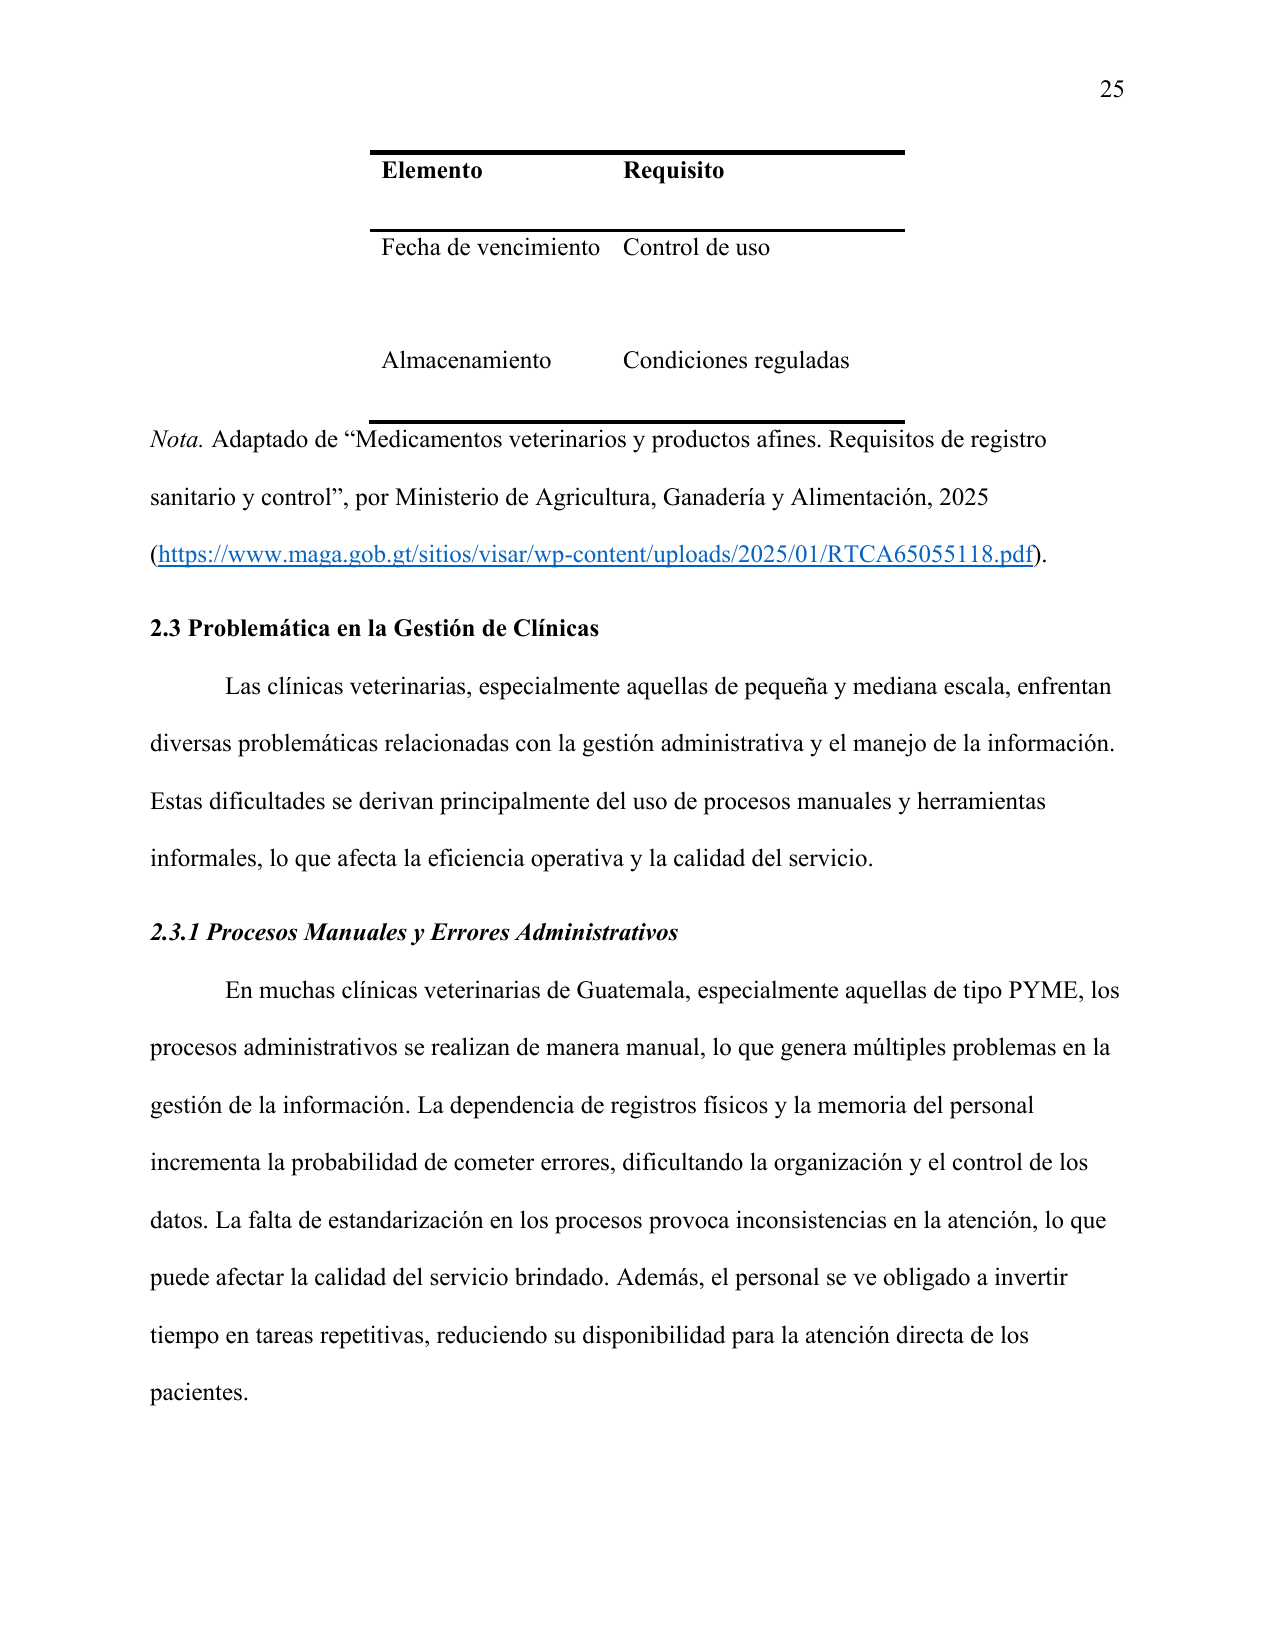 25
Elemento Requisito
Fecha de vencimiento Control de uso
Almacenamiento Condiciones reguladas
Nota. Adaptado de “Medicamentos veterinarios y productos afines. Requisitos de registro
sanitario y control”, por Ministerio de Agricultura, Ganadería y Alimentación, 2025
(https://www.maga.gob.gt/sitios/visar/wp-content/uploads/2025/01/RTCA65055118.pdf).
2.3 Problemática en la Gestión de Clínicas
Las clínicas veterinarias, especialmente aquellas de pequeña y mediana escala, enfrentan
diversas problemáticas relacionadas con la gestión administrativa y el manejo de la información.
Estas dificultades se derivan principalmente del uso de procesos manuales y herramientas
informales, lo que afecta la eficiencia operativa y la calidad del servicio.
2.3.1 Procesos Manuales y Errores Administrativos
En muchas clínicas veterinarias de Guatemala, especialmente aquellas de tipo PYME, los
procesos administrativos se realizan de manera manual, lo que genera múltiples problemas en la
gestión de la información. La dependencia de registros físicos y la memoria del personal
incrementa la probabilidad de cometer errores, dificultando la organización y el control de los
datos. La falta de estandarización en los procesos provoca inconsistencias en la atención, lo que
puede afectar la calidad del servicio brindado. Además, el personal se ve obligado a invertir
tiempo en tareas repetitivas, reduciendo su disponibilidad para la atención directa de los
pacientes.